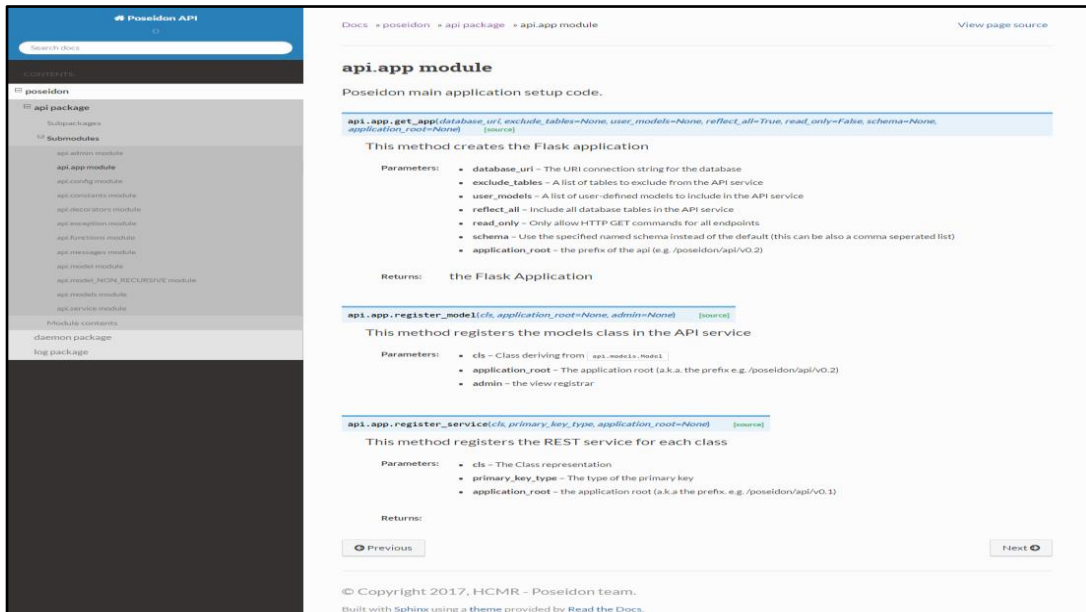 Poseidon API
Search docs
CONTENTS:
poseidon
api package
Subpackages
Submodules
api.admin module
api.app module
api.config module
api.constants module
api.decorators module
api.exception module
api.functions module
api.messages module
api.model module
api.model_NON_RECURSIVE module
api.models module
api.service module
Module contents
daemon package
log package
Docs » poseidon » api package » api.app module
View page source
api.app module
Poseidon main application setup code.
api.app.get_app(database_uri, exclude_tables=None, user_models=None, reflect_all=True, read_only=False, schema=None,
application_root=None) [source]
This method creates the Flask application
Parameters: • database_uri – The URI connection string for the database
• exclude_tables – A list of tables to exclude from the API service
• user_models – A list of user-defined models to include in the API service
• reflect_all – Include all database tables in the API service
• read_only – Only allow HTTP GET commands for all endpoints
• schema – Use the specified named schema instead of the default (this can be also a comma seperated list)
• application_root – the prefix of the api (e.g. /poseidon/api/v0.2)
Returns: the Flask Application
api.app.register_model(cls, application_root=None, admin=None) [source]
This method registers the models class in the API service
Parameters: • cls – Class deriving from api.models.Model
• application_root – The application root (a.k.a. the prefix e.g. /poseidon/api/v0.2)
• admin – the view registrar
api.app.register_service(cls, primary_key_type, application_root=None) [source]
This method registers the REST service for each class
Parameters: • cls – The Class representation
• primary_key_type – The type of the primary key
• application_root – the application root (a.k.a the prefix. e.g. /poseidon/api/v0.1)
Returns:
Previous
Next
© Copyright 2017, HCMR - Poseidon team.
Built with Sphinx using a theme provided by Read the Docs.